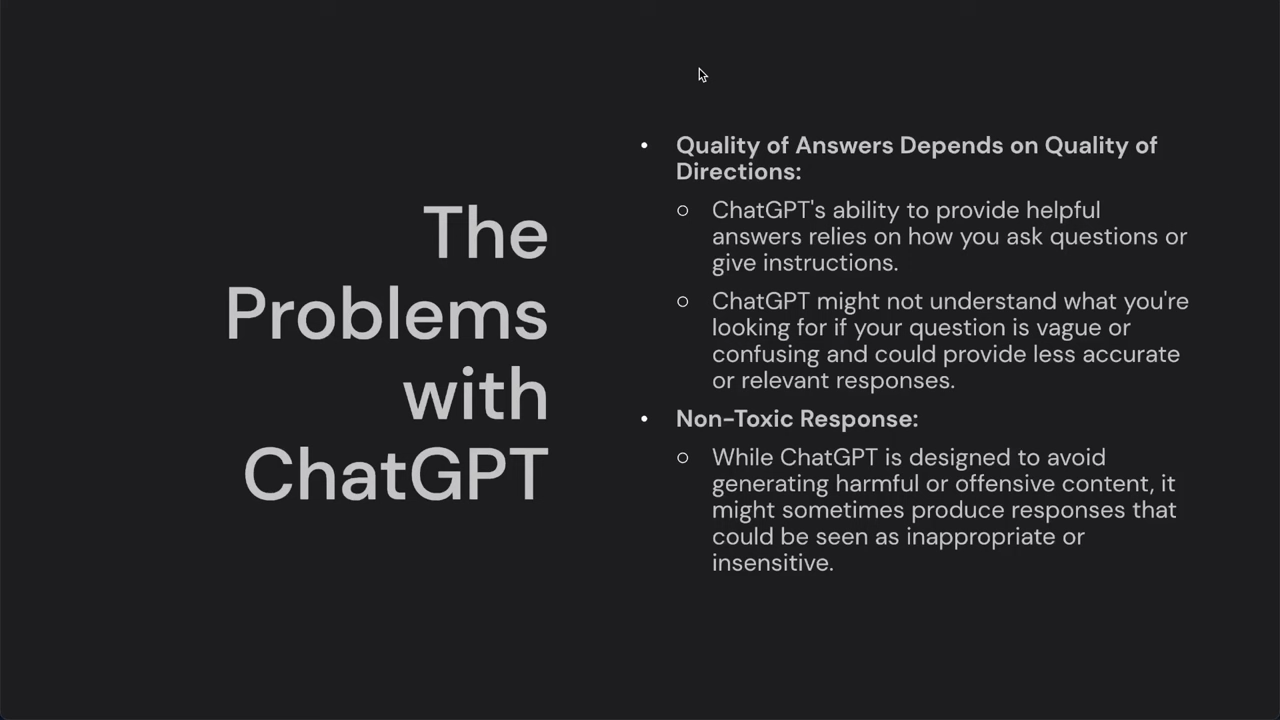 The
Problems
with
ChatGPT
• Quality of Answers Depends on Quality of
Directions:
○ ChatGPT's ability to provide helpful
answers relies on how you ask questions or
give instructions.
○ ChatGPT might not understand what you're
looking for if your question is vague or
confusing and could provide less accurate
or relevant responses.
• Non-Toxic Response:
○ While ChatGPT is designed to avoid
generating harmful or offensive content, it
might sometimes produce responses that
could be seen as inappropriate or
insensitive.